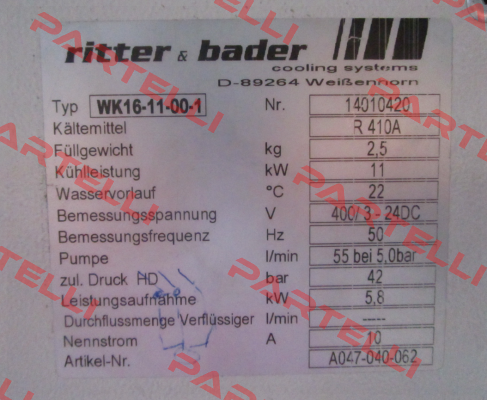 ritter & bader
cooling systems
D-89264 Weißenhorn
Typ WK16-11-00-1 Nr. 14010420
Kältemittel R 410A
Füllgewicht kg 2,5
Kühlleistung kW 11
Wasservorlauf °C 22
Bemessungsspannung V 400/ 3 - 24DC
Bemessungsfrequenz Hz 50
Pumpe l/min 55 bei 5,0bar
zul. Druck HD bar 42
Leistungsaufnahme kW 5,8
Durchflussmenge Verflüssiger l/min -----
Nennstrom A 10
Artikel-Nr. A047-040-062
PARTELLI
PARTELLI
PARTELLI
PARTELLI